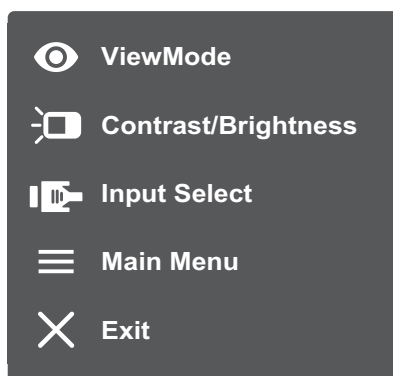 ViewMode
Contrast/Brightness
Input Select
Main Menu
Exit